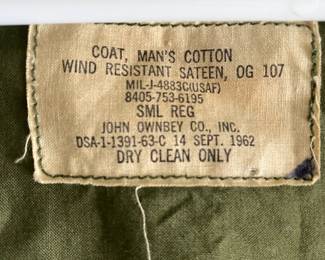 COAT, MAN'S COTTON
WIND RESISTANT SATEEN, OG 107
MIL-J-4883C(USAF)
8405-753-6195
SML REG
JOHN OWNBEY CO., INC.
DSA-1-1391-63-C 14 SEPT. 1962
DRY CLEAN ONLY